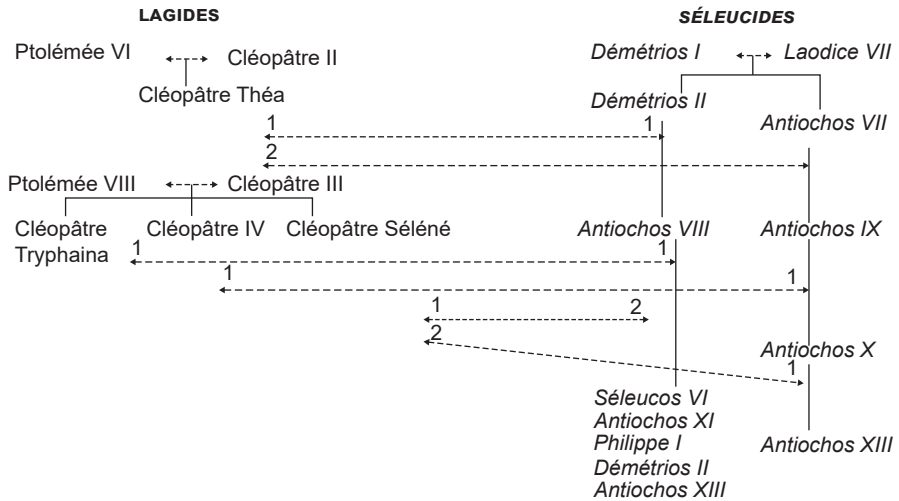 LAGIDES SÉLEUCIDES
Ptolémée VI Cléopâtre II Démétrios I Laodice VII
Cléopâtre Théa Démétrios II
1 1 Antiochos VII
2
Ptolémée VIII Cléopâtre III
Cléopâtre Cléopâtre IV Cléopâtre Séléné Antiochos VIII Antiochos IX
Tryphaina
1 1
1 1
1 2
2
Antiochos X
1
Séleucos VI
Antiochos XI
Philippe I Antiochos XIII
Démétrios II
Antiochos XIII